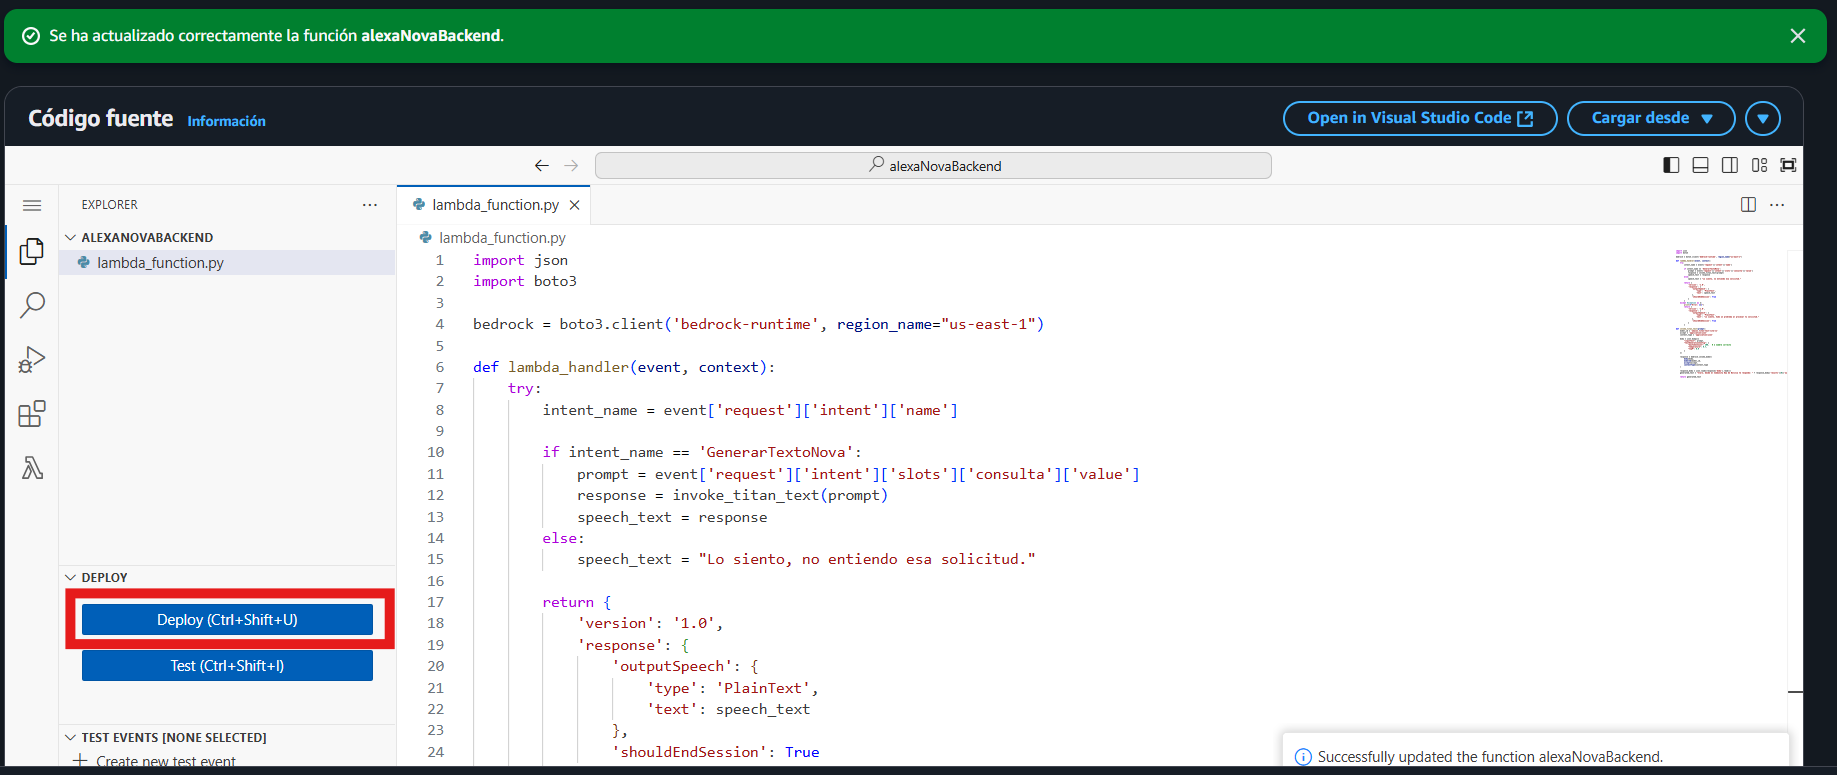 Se ha actualizado correctamente la función alexaNovaBackend.
Código fuente Información
Open in Visual Studio Code
Cargar desde
alexaNovaBackend
EXPLORER
ALEXANOVABACKEND
lambda_function.py
DEPLOY
Deploy (Ctrl+Shift+U)
Test (Ctrl+Shift+I)
TEST EVENTS [NONE SELECTED]
Create new test event
lambda_function.py
lambda_function.py
1 import json
2 import boto3
3
4 bedrock = boto3.client('bedrock-runtime', region_name="us-east-1")
5
6 def lambda_handler(event, context):
7     try:
8         intent_name = event['request']['intent']['name']
9
10         if intent_name == 'GenerarTextoNova':
11             prompt = event['request']['intent']['slots']['consulta']['value']
12             response = invoke_titan_text(prompt)
13             speech_text = response
14         else:
15             speech_text = "Lo siento, no entiendo esa solicitud."
16
17         return {
18             'version': '1.0',
19             'response': {
20                 'outputSpeech': {
21                     'type': 'PlainText',
22                     'text': speech_text
23                 },
24                 'shouldEndSession': True
Successfully updated the function alexaNovaBackend.